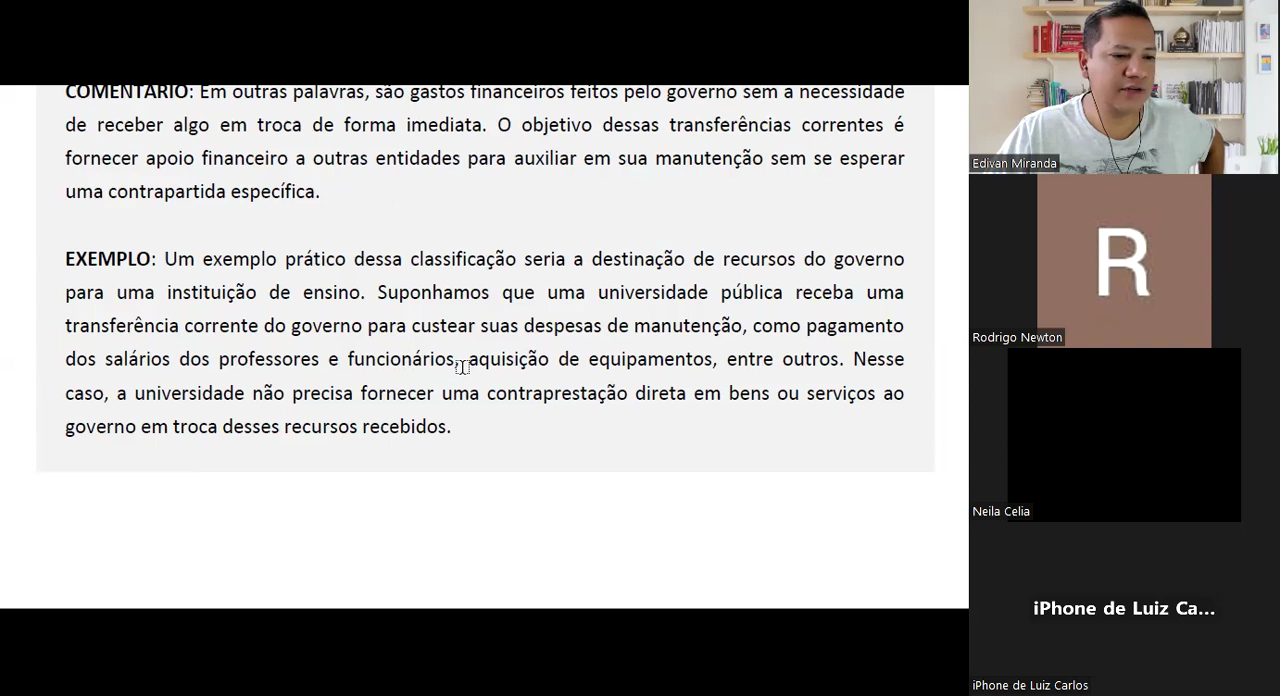 COMENTÁRIO: Em outras palavras, são gastos financeiros feitos pelo governo sem a necessidade
de receber algo em troca de forma imediata. O objetivo dessas transferências correntes é
fornecer apoio financeiro a outras entidades para auxiliar em sua manutenção sem se esperar
uma contrapartida específica.
EXEMPLO: Um exemplo prático dessa classificação seria a destinação de recursos do governo
para uma instituição de ensino. Suponhamos que uma universidade pública receba uma
transferência corrente do governo para custear suas despesas de manutenção, como pagamento
dos salários dos professores e funcionários, aquisição de equipamentos, entre outros. Nesse
caso, a universidade não precisa fornecer uma contraprestação direta em bens ou serviços ao
governo em troca desses recursos recebidos.
Edivan Miranda
R
Rodrigo Newton
Neila Celia
iPhone de Luiz Ca...
iPhone de Luiz Carlos